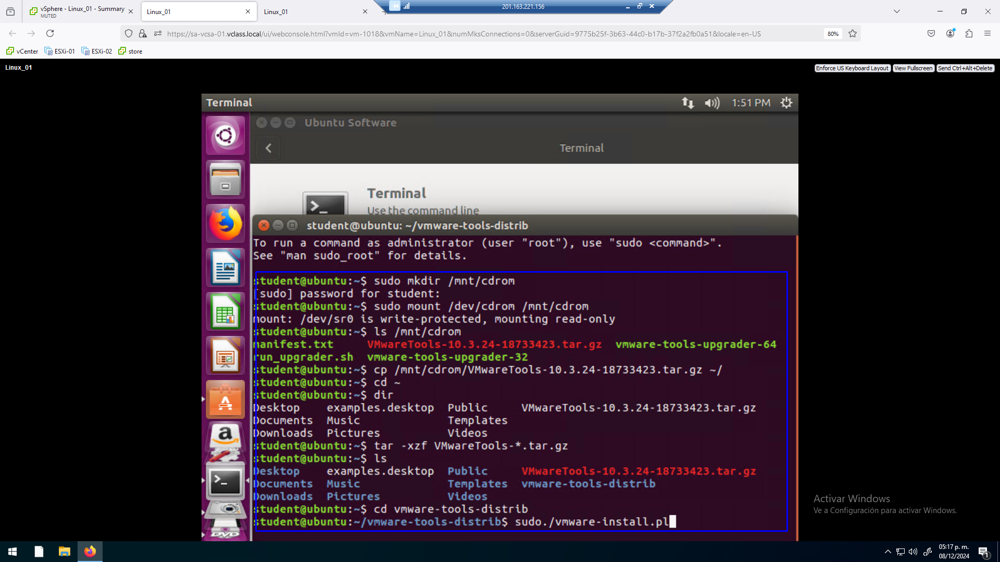 vSphere - Linux_01 - Summary
MUTED
Linux_01
Linux_01
201.163.221.156
https://sa-vcsa-01.vclass.local/ui/webconsole.html?vmId=vm-1018&vmName=Linux_01&numMksConnections=0&serverGuid=9775b25f-3b63-44c0-b17b-37f2a2fb0a51&locale=en-US
80%
vCenter ESXi-01 ESXi-02 store
Linux_01
Enforce US Keyboard Layout View Fullscreen Send Ctrl+Alt+Delete
Terminal
1:51 PM
Ubuntu Software
Terminal
Terminal
Use the command line
student@ubuntu: ~/vmware-tools-distrib
To run a command as administrator (user "root"), use "sudo <command>".
See "man sudo_root" for details.
student@ubuntu:~$ sudo mkdir /mnt/cdrom
[sudo] password for student:
student@ubuntu:~$ sudo mount /dev/cdrom /mnt/cdrom
mount: /dev/sr0 is write-protected, mounting read-only
student@ubuntu:~$ ls /mnt/cdrom
manifest.txt VMwareTools-10.3.24-18733423.tar.gz vmware-tools-upgrader-64
run_upgrader.sh vmware-tools-upgrader-32
student@ubuntu:~$ cp /mnt/cdrom/VMwareTools-10.3.24-18733423.tar.gz ~/
student@ubuntu:~$ cd ~
student@ubuntu:~$ dir
Desktop examples.desktop Public VMwareTools-10.3.24-18733423.tar.gz
Documents Music Templates
Downloads Pictures Videos
student@ubuntu:~$ tar -xzf VMwareTools-*.tar.gz
student@ubuntu:~$ ls
Desktop examples.desktop Public VMwareTools-10.3.24-18733423.tar.gz
Documents Music Templates vmware-tools-distrib
Downloads Pictures Videos
student@ubuntu:~$ cd vmware-tools-distrib
student@ubuntu:~/vmware-tools-distrib$ sudo./vmware-install.pl
DVD
Activar Windows
Ve a Configuración para activar Windows.
05:17 p. m.
08/12/2024
1